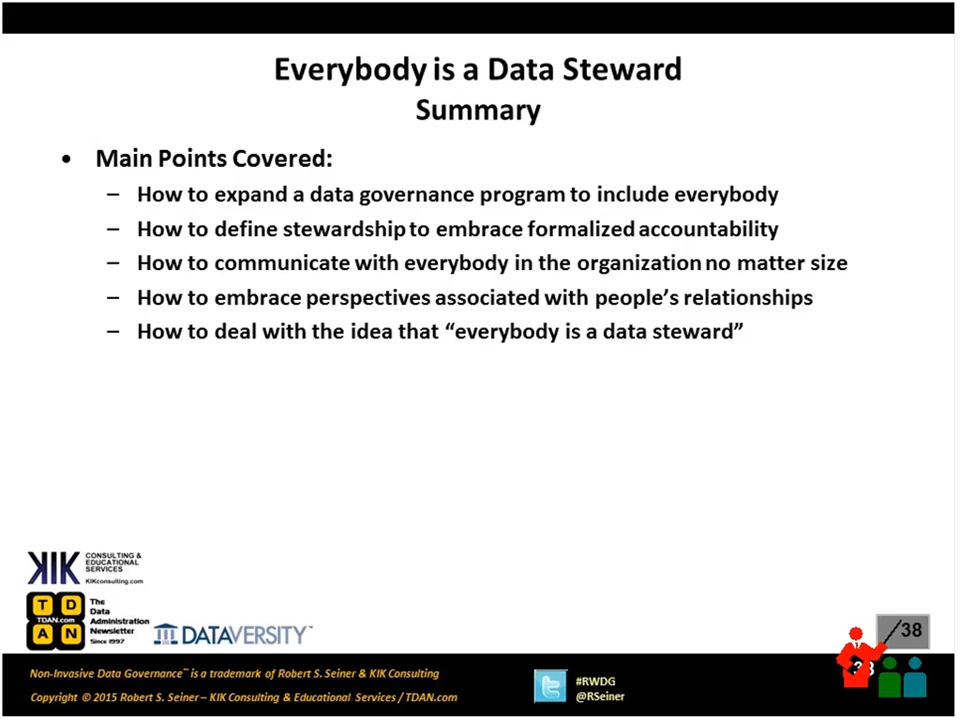 Everybody is a Data Steward
Summary
• Main Points Covered:
– How to expand a data governance program to include everybody
– How to define stewardship to embrace formalized accountability
– How to communicate with everybody in the organization no matter size
– How to embrace perspectives associated with people's relationships
– How to deal with the idea that “everybody is a data steward”
KIK
CONSULTING &
EDUCATIONAL
SERVICES
KIKconsulting.com
T D
TDAN.com
A N
The
Data
Administration
Newsletter
Since 1997
DATAVERSITY™
/38
38
Non-Invasive Data Governance™ is a trademark of Robert S. Seiner & KIK Consulting
Copyright © 2015 Robert S. Seiner – KIK Consulting & Educational Services / TDAN.com
#RWDG
@RSeiner